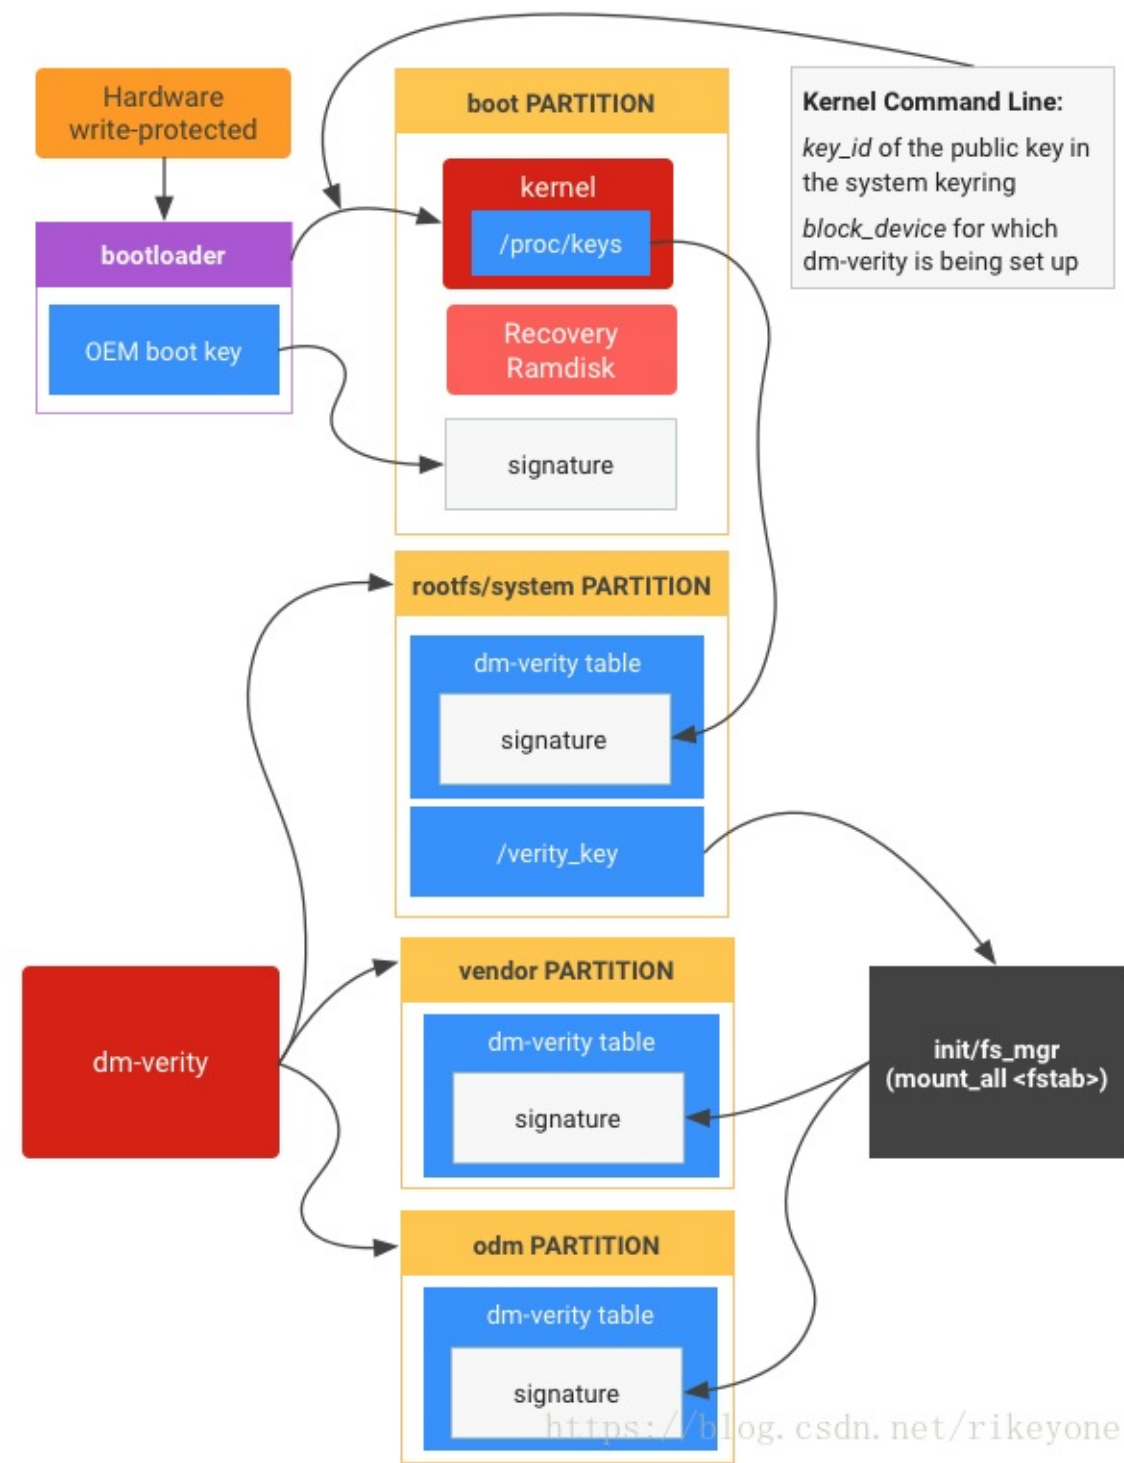 Hardware
write-protected
bootloader
OEM boot key
boot PARTITION
kernel
/proc/keys
Recovery
Ramdisk
signature
Kernel Command Line:
key_id of the public key in
the system keyring
block_device for which
dm-verity is being set up
rootfs/system PARTITION
dm-verity table
signature
/verity_key
dm-verity
vendor PARTITION
dm-verity table
signature
init/fs_mgr
(mount_all <fstab>)
odm PARTITION
dm-verity table
signature
https://blog.csdn.net/rikeyone